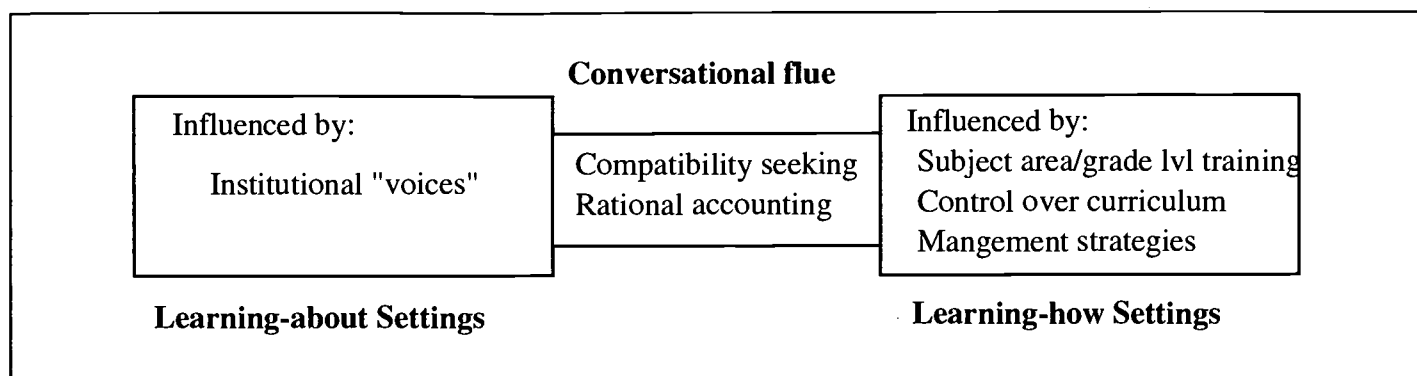 Conversational flue
Influenced by:
Institutional "voices"
Compatibility seeking
Rational accounting
Influenced by:
Subject area/grade lvl training
Control over curriculum
Mangement strategies
Learning-about Settings
Learning-how Settings